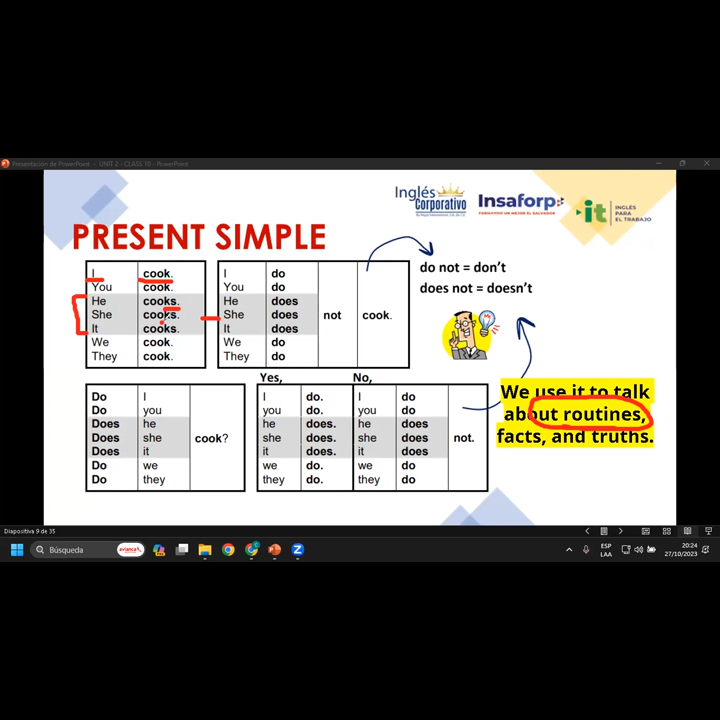 Presentación de PowerPoint - UNIT 2 - CLASS 10 - PowerPoint
Inglés
Corporativo
Insaforp
FORMANDO UN MEJOR EL SALVADOR
it
INGLÉS
PARA
EL TRABAJO
PRESENT SIMPLE
I cook.
You cook.
He cooks.
She cooks.
It cooks.
We cook.
They cook.
I do
You do
He does
She does not cook.
It does
We do
They do
do not = don't
does not = doesn't
We use it to talk
about routines,
facts, and truths.
Do I
Do you
Does he
Does she cook?
Does it
Do we
Do they
Yes, No,
I do. I do
you do. you do
he does. he does
she does. she does not.
it does. it does
we do. we do
they do. they do
Diapositiva 9 de 35
Búsqueda
avianca
ESP
LAA
20:24
27/10/2023